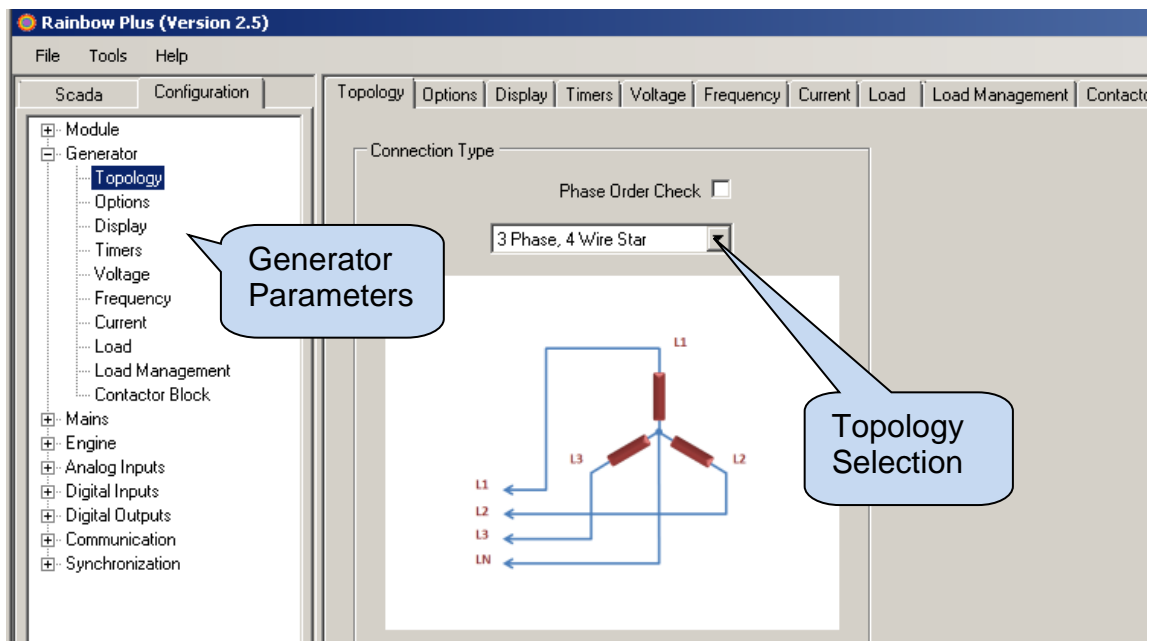 Rainbow Plus (Version 2.5)
File Tools Help
Scada Configuration
Topology Options Display Timers Voltage Frequency Current Load Load Management
Module
Generator
Topology
Options
Display
Timers
Voltage
Frequency
Current
Load
Load Management
Contactor Block
Mains
Engine
Analog Inputs
Digital Inputs
Digital Outputs
Communication
Synchronization
Generator
Parameters
Connection Type
Phase Order Check
3 Phase, 4 Wire Star
L1
L3 L2
L1
L2
L3
LN
Topology
Selection